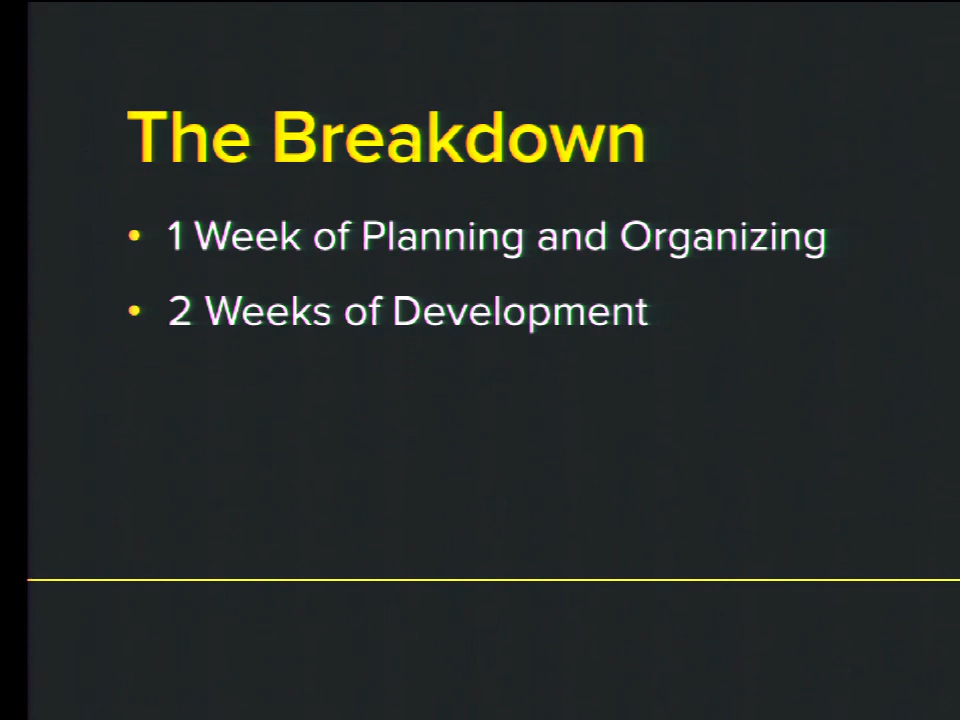 The Breakdown
• 1 Week of Planning and Organizing
• 2 Weeks of Development